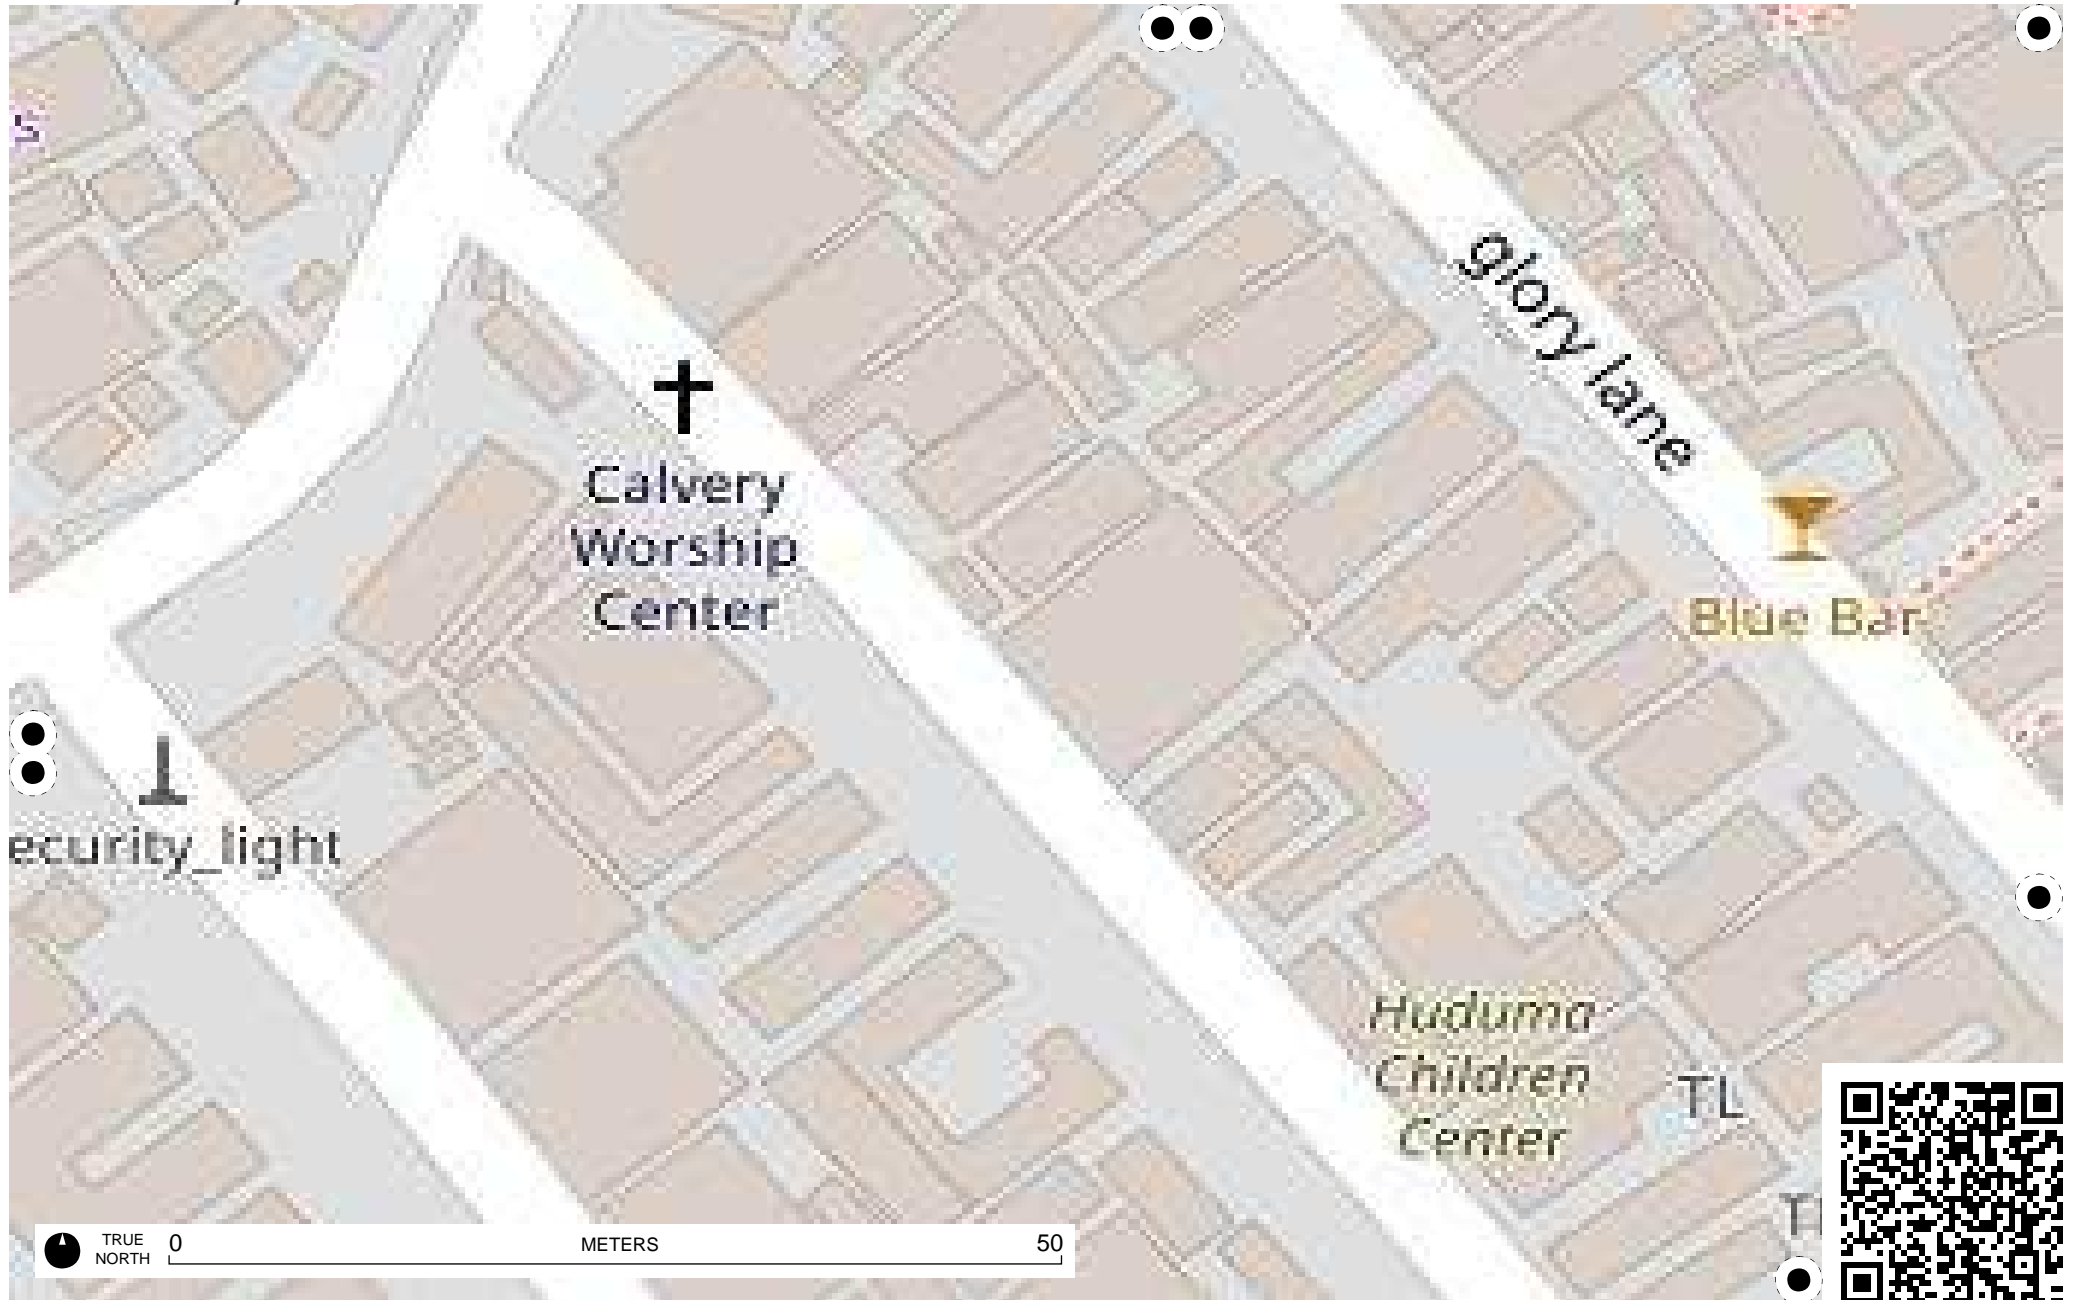 s
glory lane
Calvery
Worship
Center
Blue Bar
ecurity_light
Huduma
Children
Center
TL
TRUE
NORTH
0
METERS
50